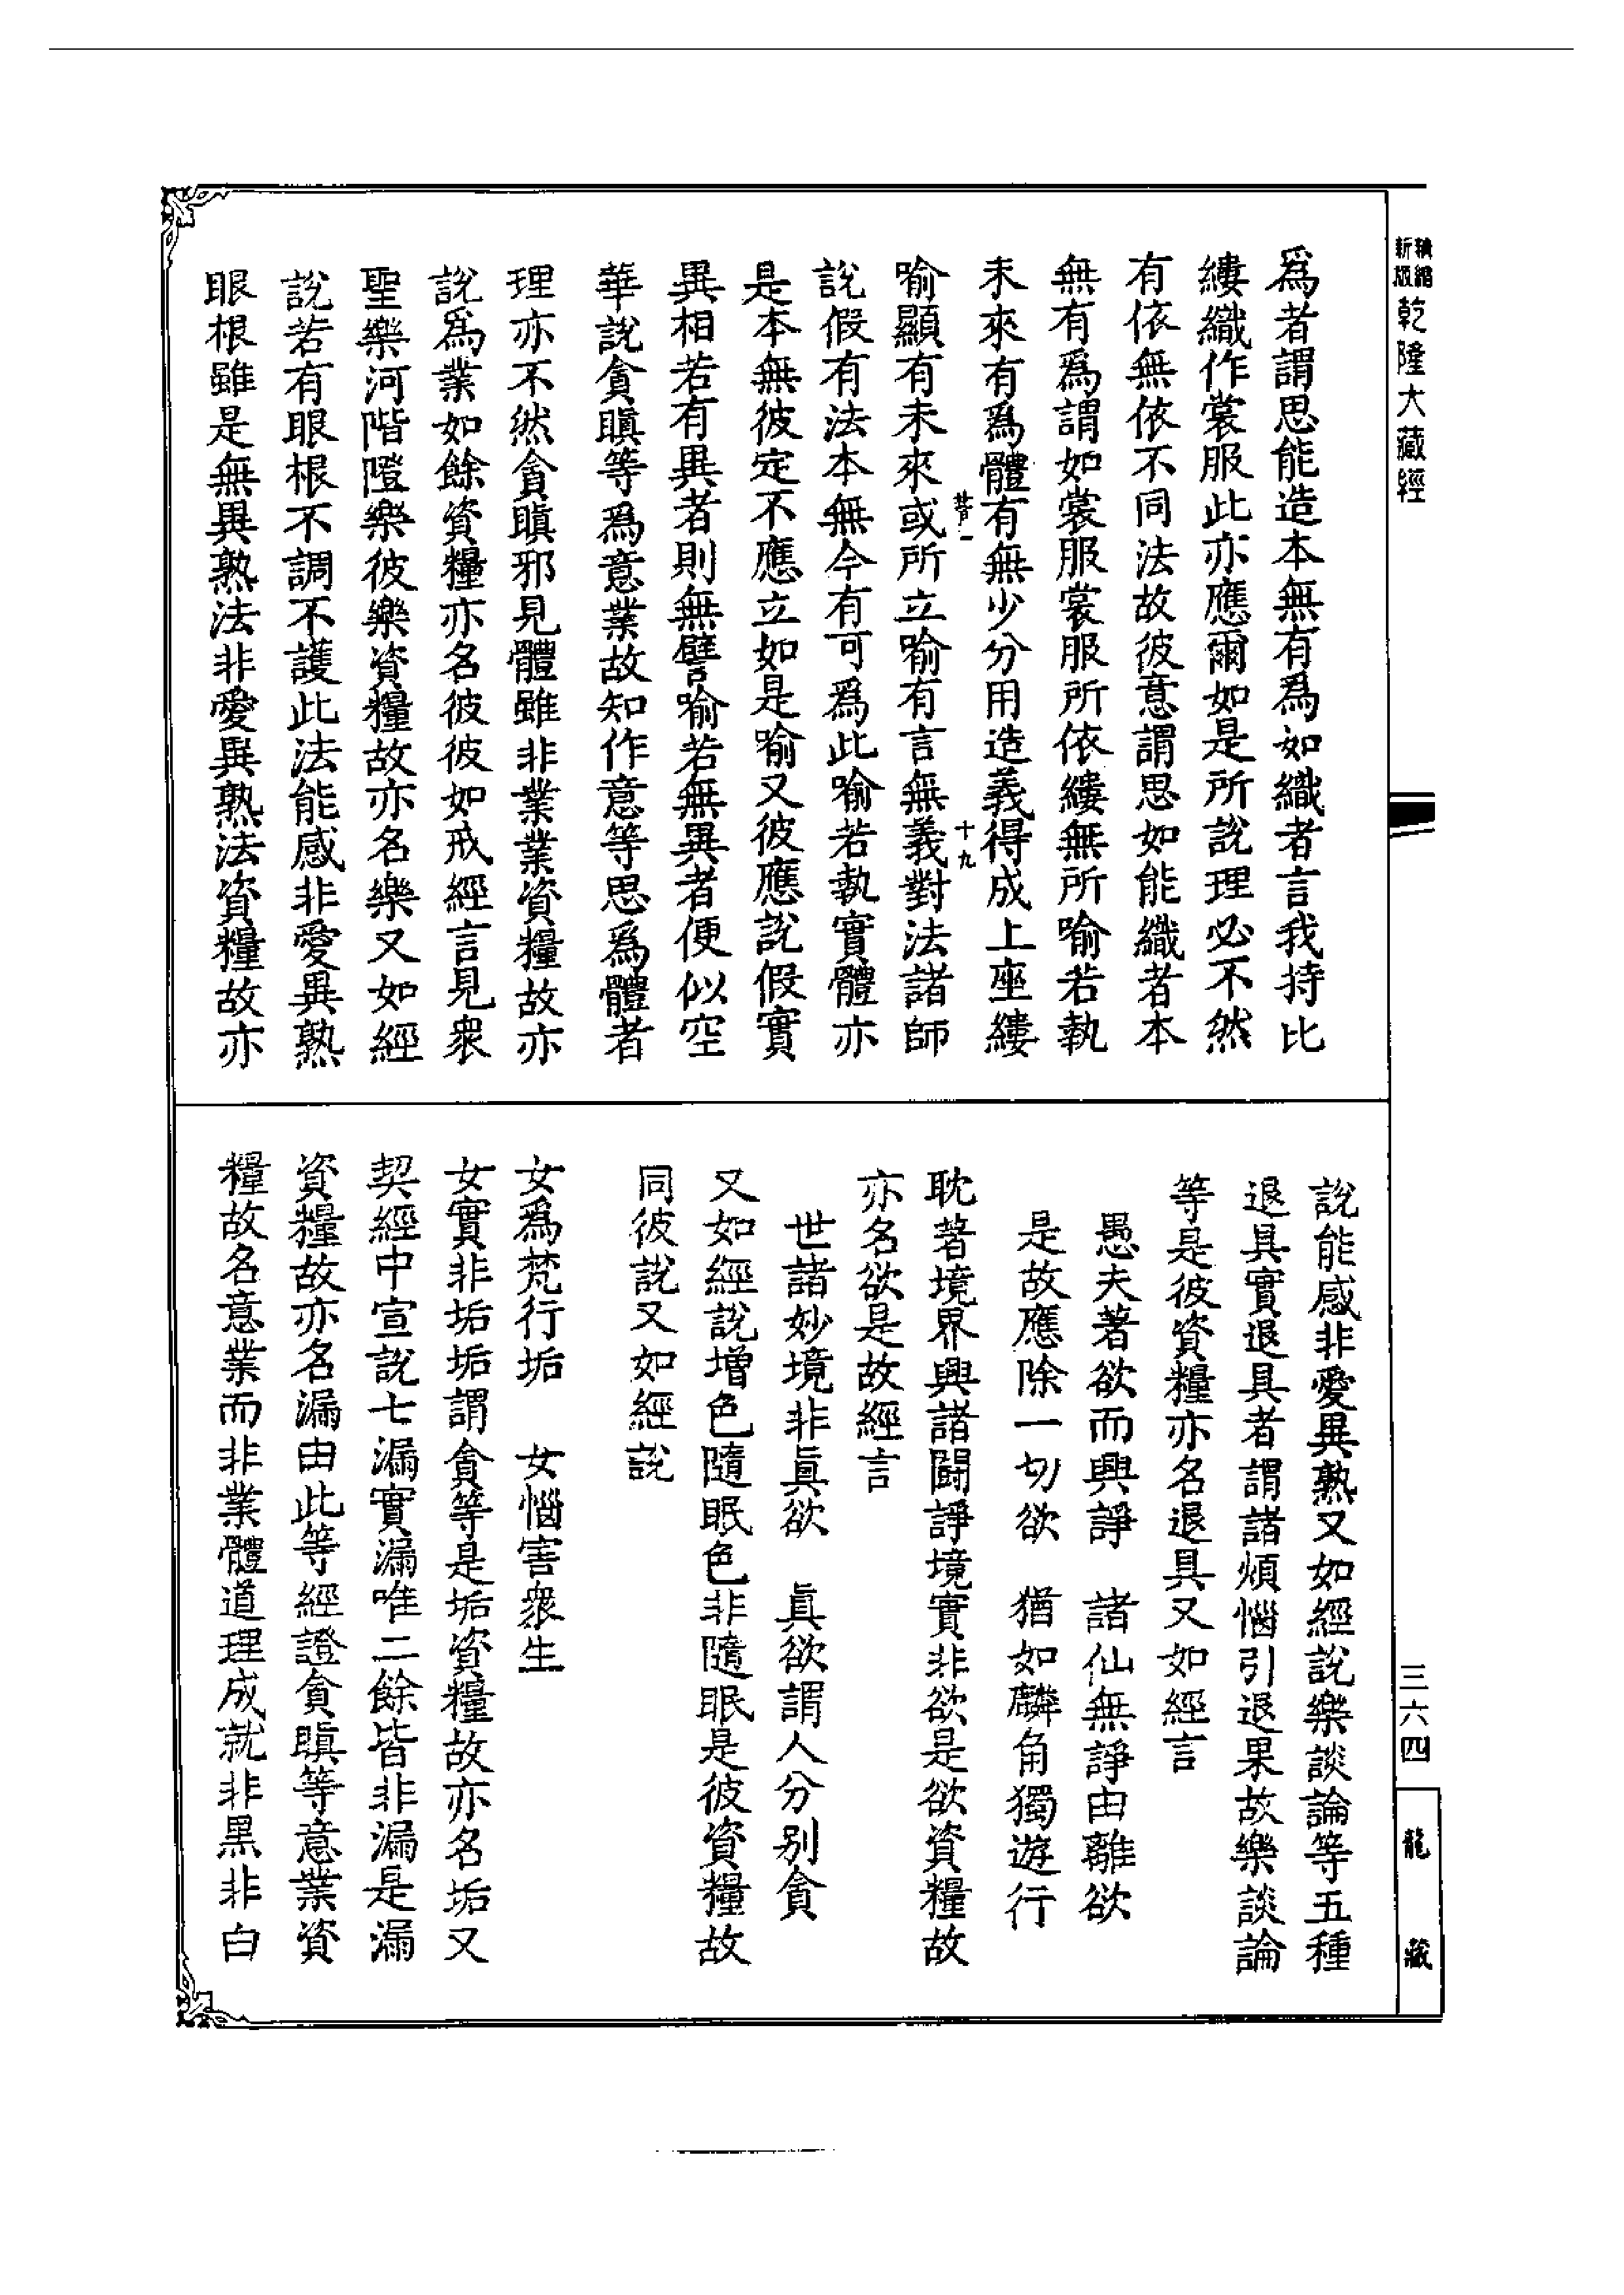 新版
精編
乾隆大藏經
爲者謂思能造本無有爲如織者言我持比
縷織作裳服此亦應爾如是所說理必不然
有依無依不同法故彼意謂思如能織者本
無有爲謂如裳服裳服所依縷無所喻若執
未來有爲體有無少分用造義得成上座縷
十九
喻顯有未來或所立喻有言無義對法諸師
說假有法本無今有可爲此喻若執實體亦
是本無彼定不應立如是喻又彼應說假實
異相若有異者則無譬喻若無異者便似空
華說貪瞋等爲意業故知作意等思爲體者
理亦不然貪瞋邪見體雖非業業資糧故亦
說爲業如餘資糧亦名彼彼如戒經言見衆
聖樂河階隥樂彼樂資糧故亦名樂又如經
說若有眼根不調不護此法能感非愛異熟
眼根雖是無異熟法非愛異熟法資糧故亦
說能感非愛異熟又如經說樂談論等五種
退具實退具者謂諸煩惱引退果故樂談論
等是彼資糧亦名退具又如經言
愚夫著欲而興諍　諸仙無諍由離欲
是故應除一切欲　猶如麟角獨遊行
耽著境界興諸鬪諍境實非欲是欲資糧故
亦名欲是故經言
世諸妙境非眞欲　眞欲謂人分別貪
又如經說增色隨眠色非隨眠是彼資糧故
同彼說又如經說
女爲梵行垢　女惱害衆生
女實非垢垢謂貪等是垢資糧故亦名垢又
契經中宣說七漏實漏唯二餘皆非漏是漏
資糧故亦名漏由此等經證貪瞋等意業資
糧故名意業而非業體道理成就非黑非白
三六四
龍藏